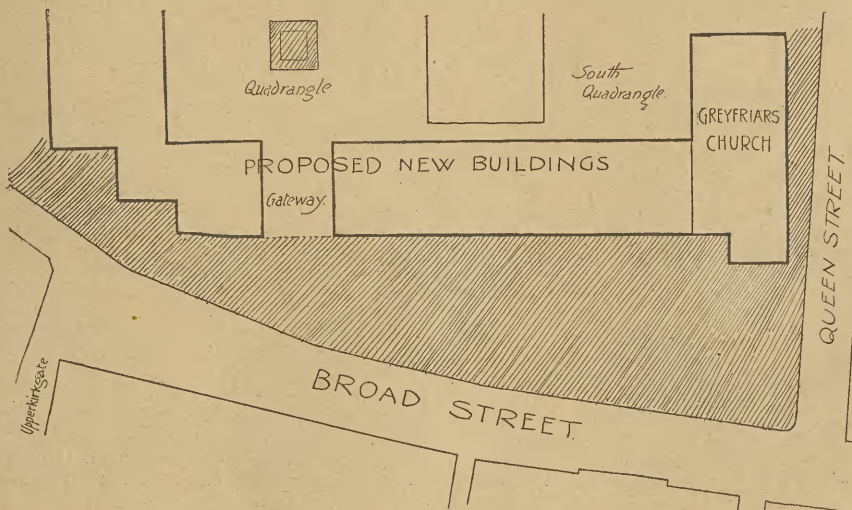 Quadrangle.
South
Quadrangle.
GREYFRIARS
CHURCH
PROPOSED NEW BUILDINGS
Gateway.
QUEEN STREET.
Upperkirkgate
BROAD STREET.